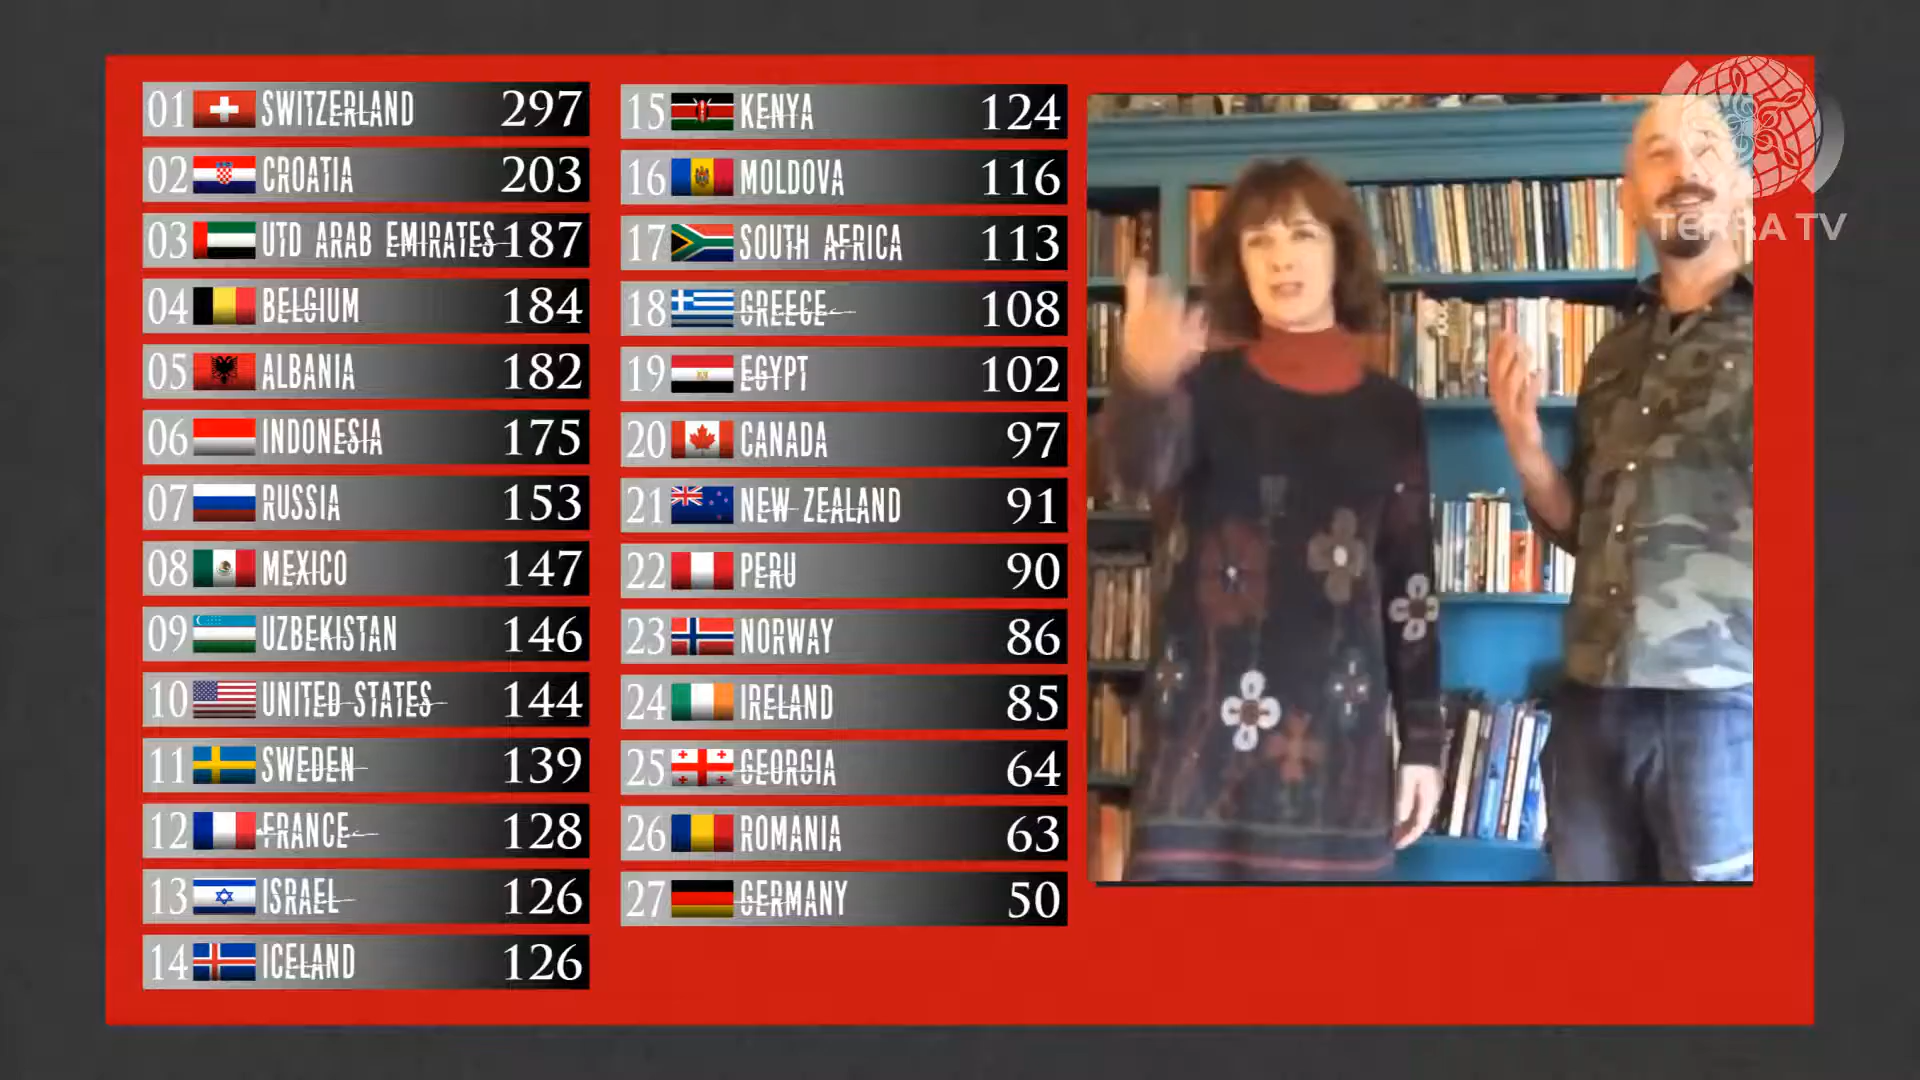 01 SWITZERLAND 297
02 CROATIA 203
03 UTD ARAB EMIRATES 187
04 BELGIUM 184
05 ALBANIA 182
06 INDONESIA 175
07 RUSSIA 153
08 MEXICO 147
09 UZBEKISTAN 146
10 UNITED STATES 144
11 SWEDEN 139
12 FRANCE 128
13 ISRAEL 126
14 ICELAND 126
15 KENYA 124
16 MOLDOVA 116
17 SOUTH AFRICA 113
18 GREECE 108
19 EGYPT 102
20 CANADA 97
21 NEW ZEALAND 91
22 PERU 90
23 NORWAY 86
24 IRELAND 85
25 GEORGIA 64
26 ROMANIA 63
27 GERMANY 50
TERRA TV